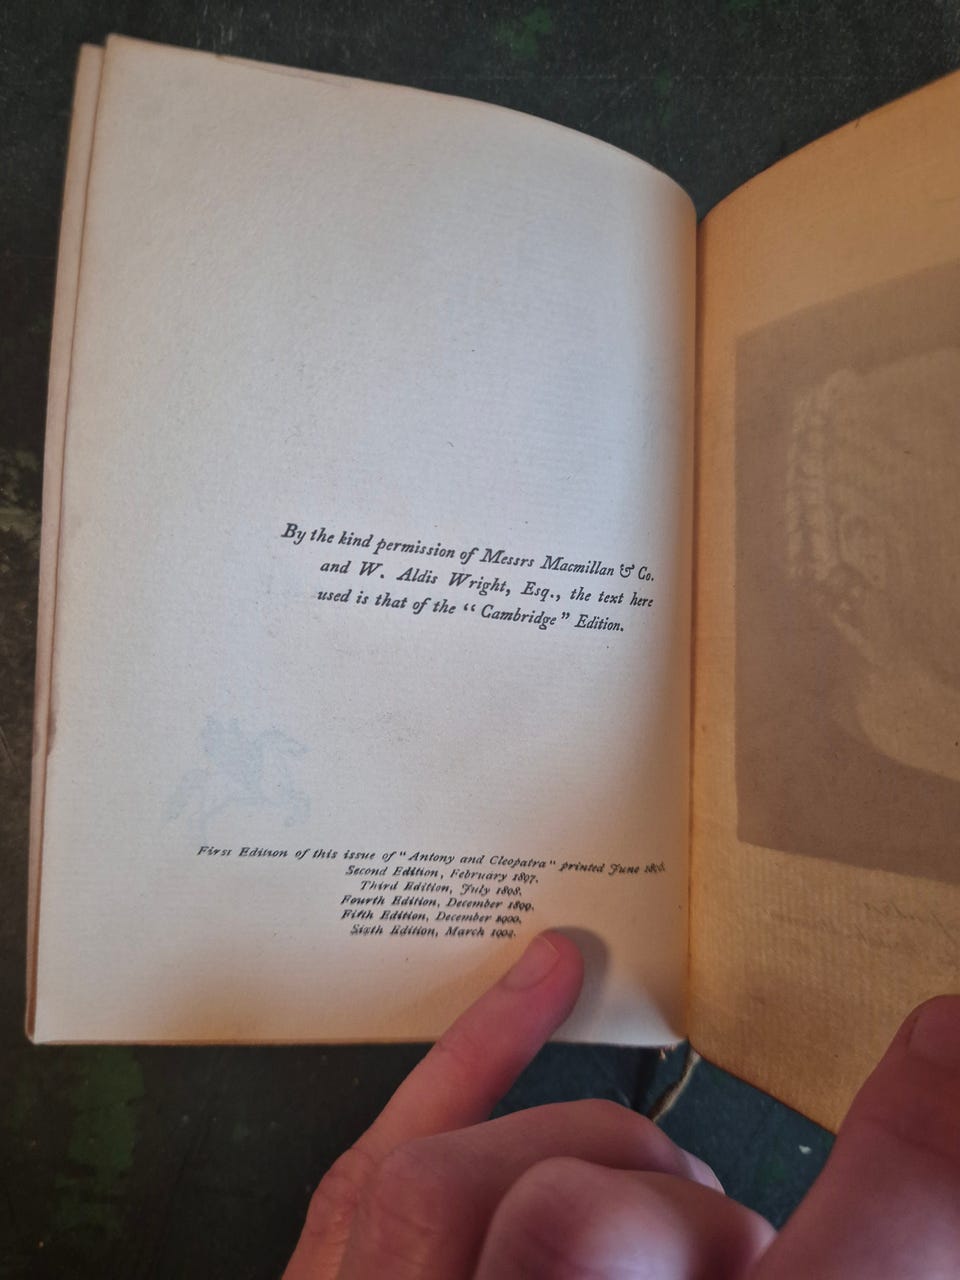 By the kind permission of Messrs Macmillan & Co.
and W. Aldis Wright, Esq., the text here
used is that of the “Cambridge” Edition.
First Edition of this issue of “Antony and Cleopatra” printed June
Second Edition, February 1897.
Third Edition, July 1898.
Fourth Edition, December 1899.
Fifth Edition, December 1900.
Sixth Edition, March 1902.